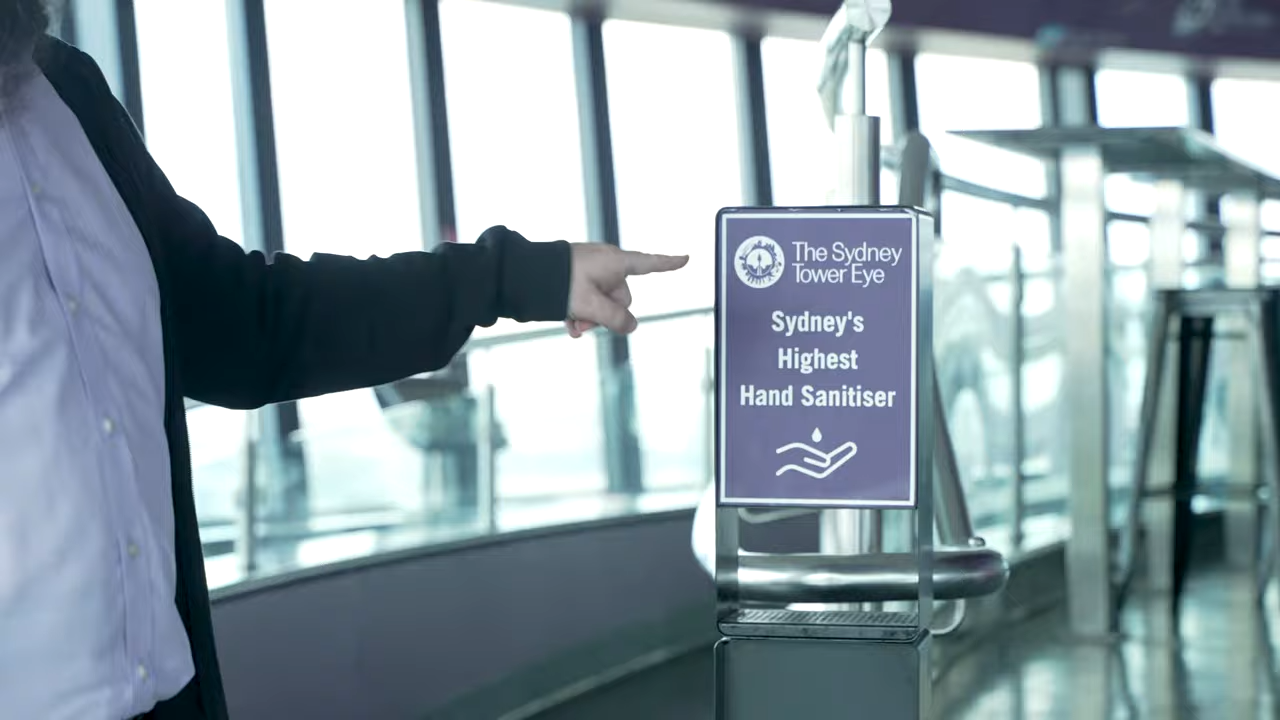 The Sydney
Tower Eye
Sydney's
Highest
Hand Sanitiser